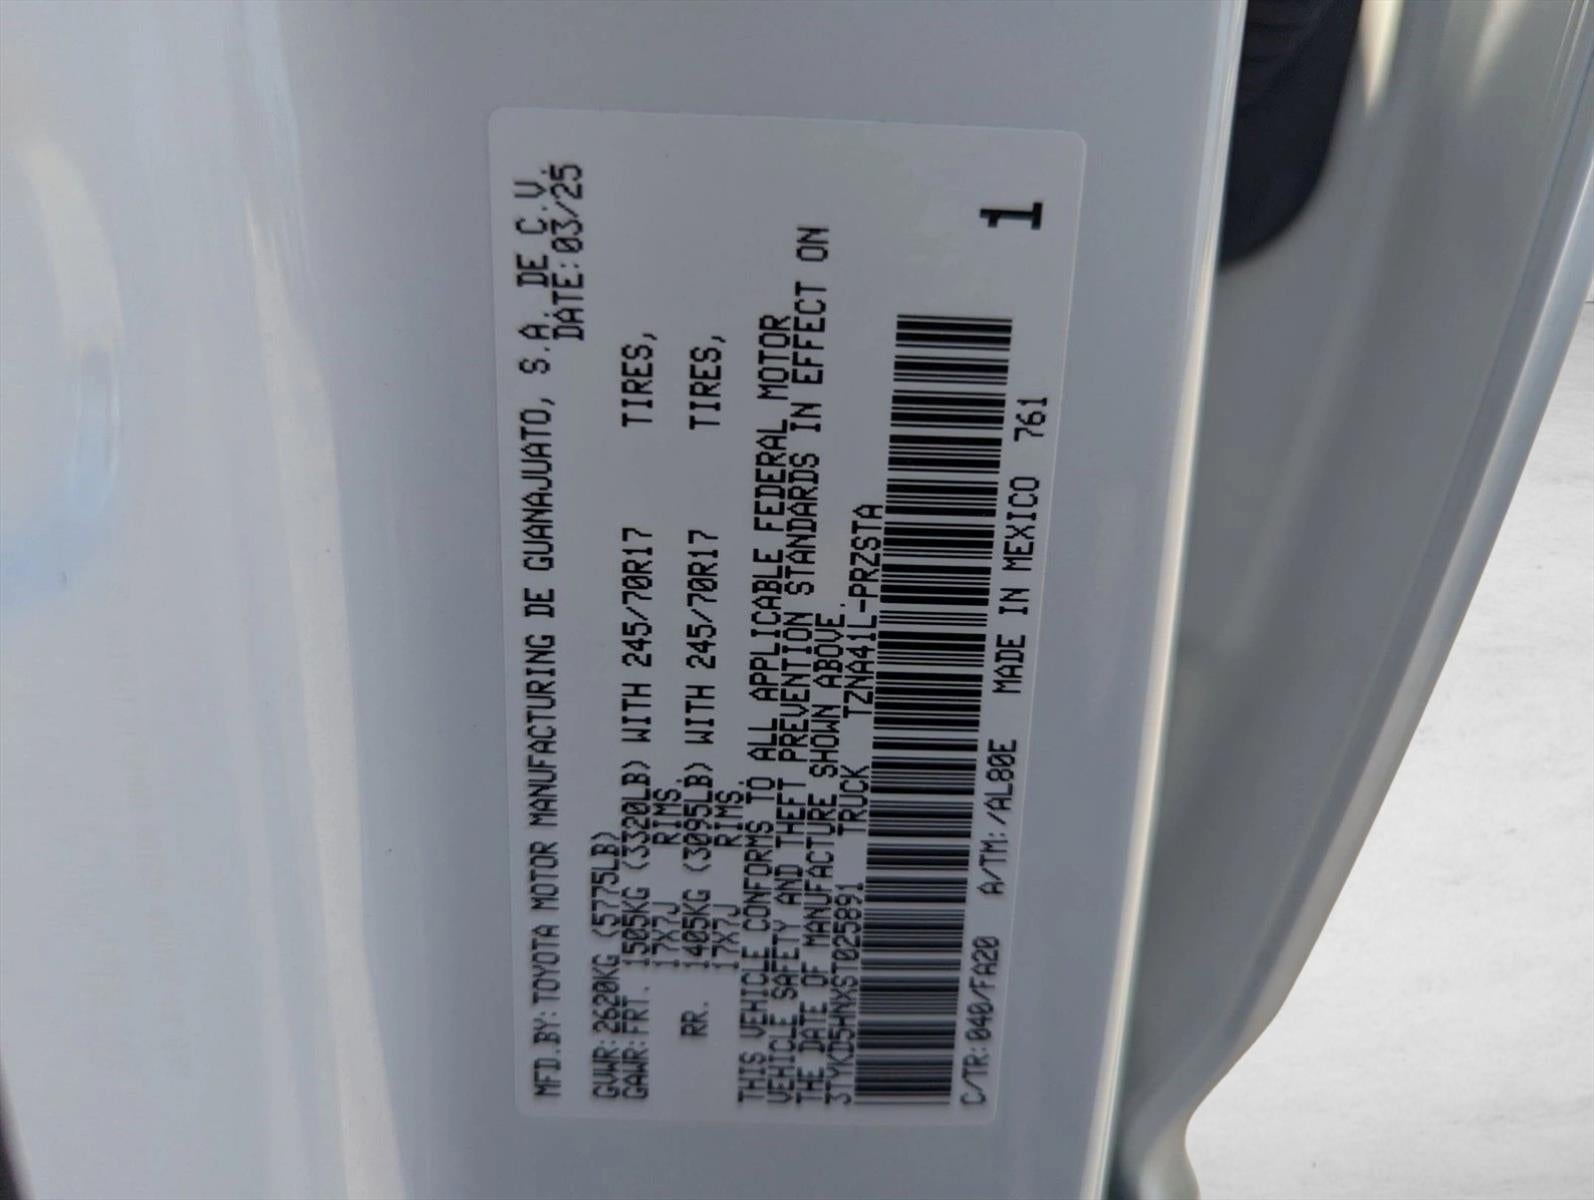 MFD.BY:TOYOTA MOTOR MANUFACTURING DE GUANAJUATO, S.A. DE C.V.
DATE:03/25
GVWR:2620KG (5775LB)
GAWR:FRT. 1505KG (3320LB) WITH 245/70R17 TIRES,
17X7J RIMS.
RR. 1405KG (3095LB) WITH 245/70R17 TIRES,
17X7J RIMS.
THIS VEHICLE CONFORMS TO ALL APPLICABLE FEDERAL MOTOR
VEHICLE SAFETY AND THEFT PREVENTION STANDARDS IN EFFECT ON
THE DATE OF MANUFACTURE SHOWN ABOVE.
3TYKD5HNXST025891 TRUCK TZNA41L-PRZSTA
1
C/TR:040/FA20 A/TM:/AL80E MADE IN MEXICO 761